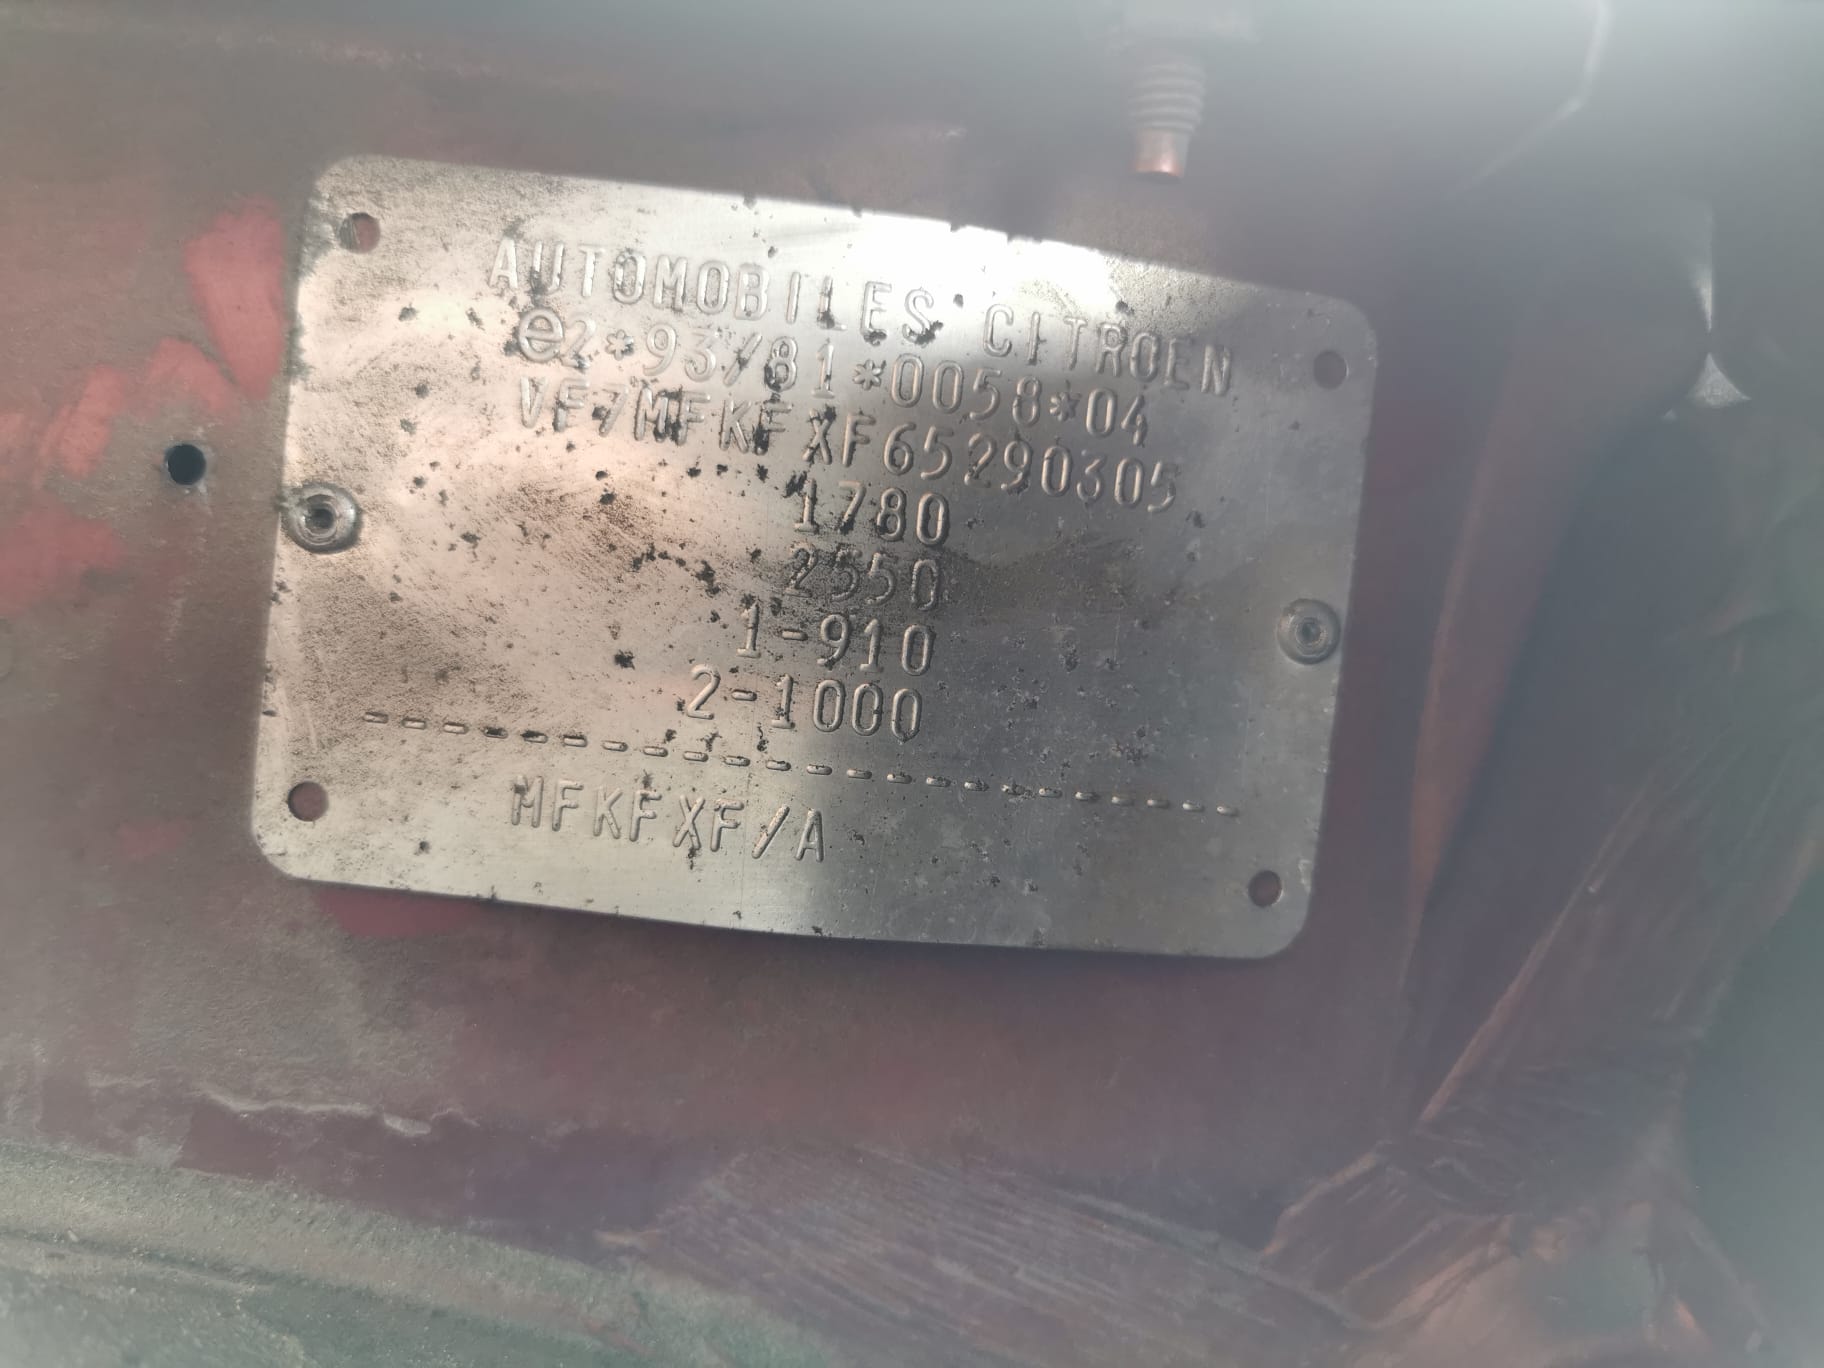 AUTOMOBILES CITROEN
e2*93/81*0058*04
VF7MFKFXF65290305
1780
2550
1-910
2-1000
-----------------------
MFKFXF/A